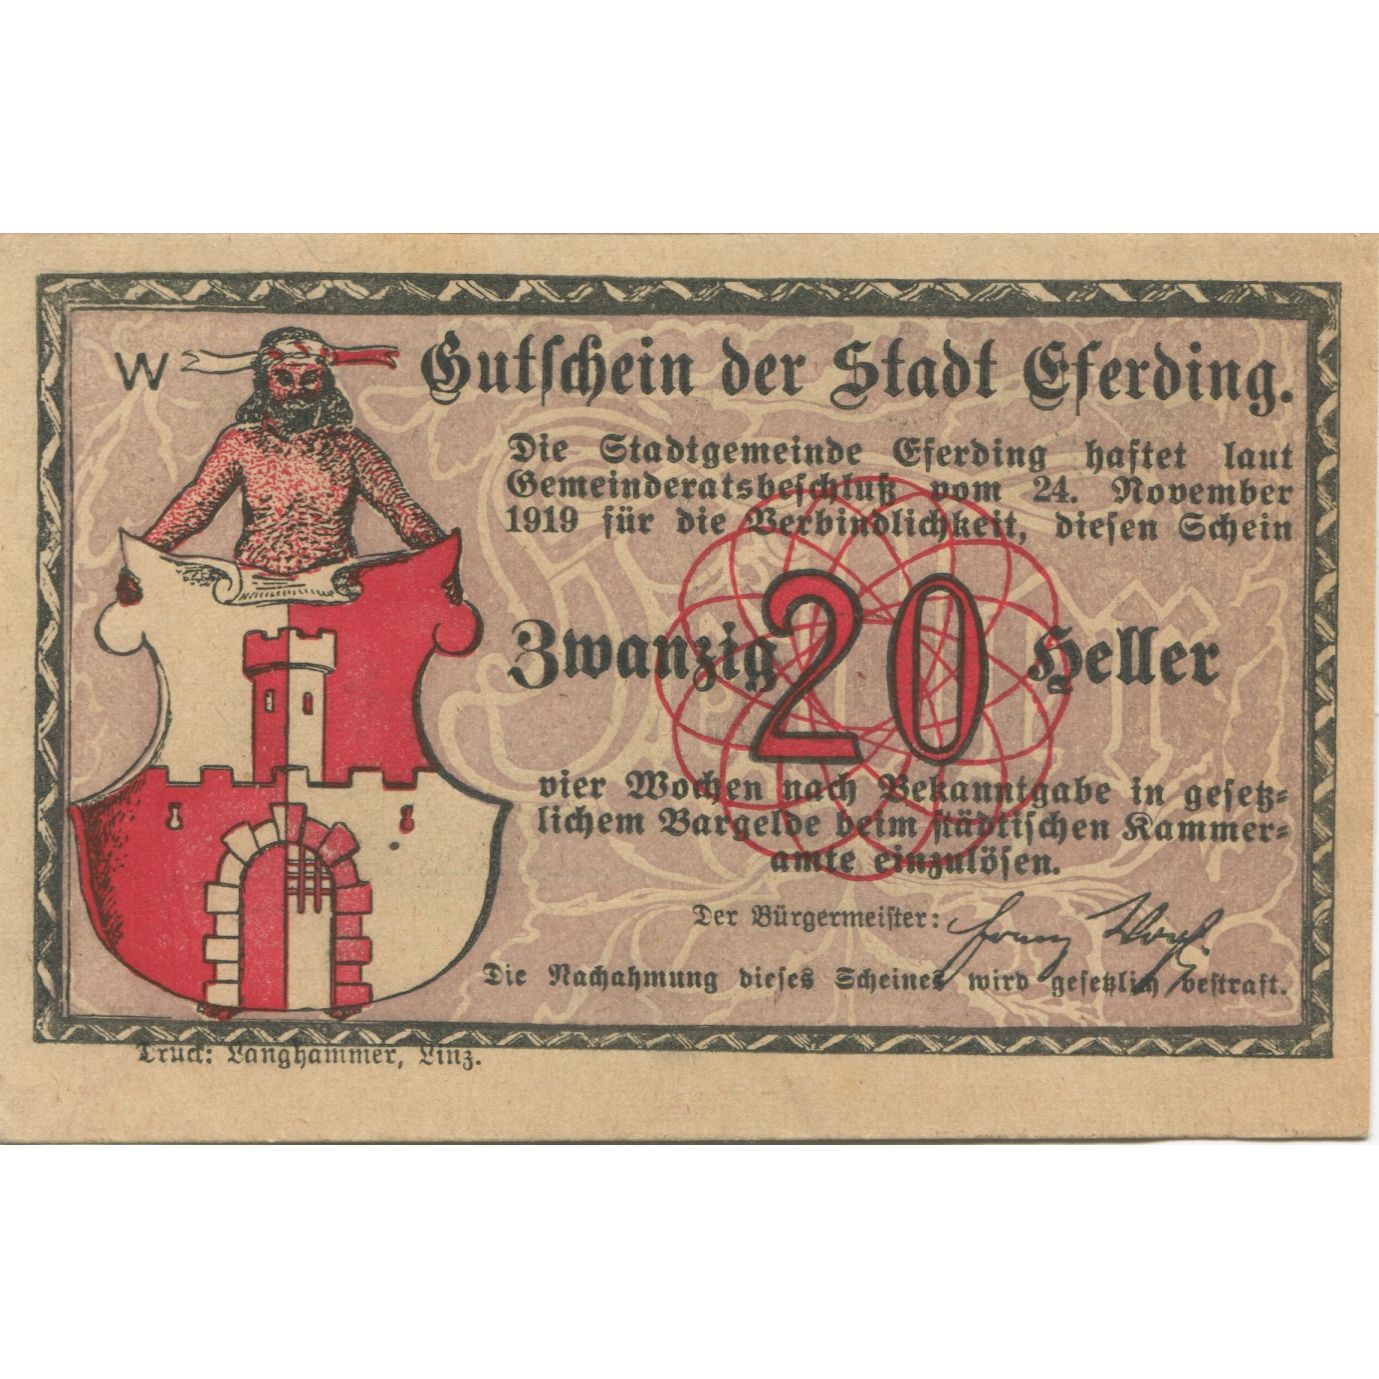 W
Gutschein der Stadt Eferding.
Die Stadtgemeinde Eferding haftet laut
Gemeinderatsbeschluß vom 24. November
1919 für die Verbindlichkeit, diesen Schein
Zwanzig 20 Heller
vier Wochen nach Bekanntgabe in gesetz-
lichem Bargelde beim städtischen Kammer-
amte einzulösen.
Der Bürgermeister: Franz
Die Nachahmung dieses Scheines wird gesetzlich bestraft.
Druck: Langhammer, Linz.